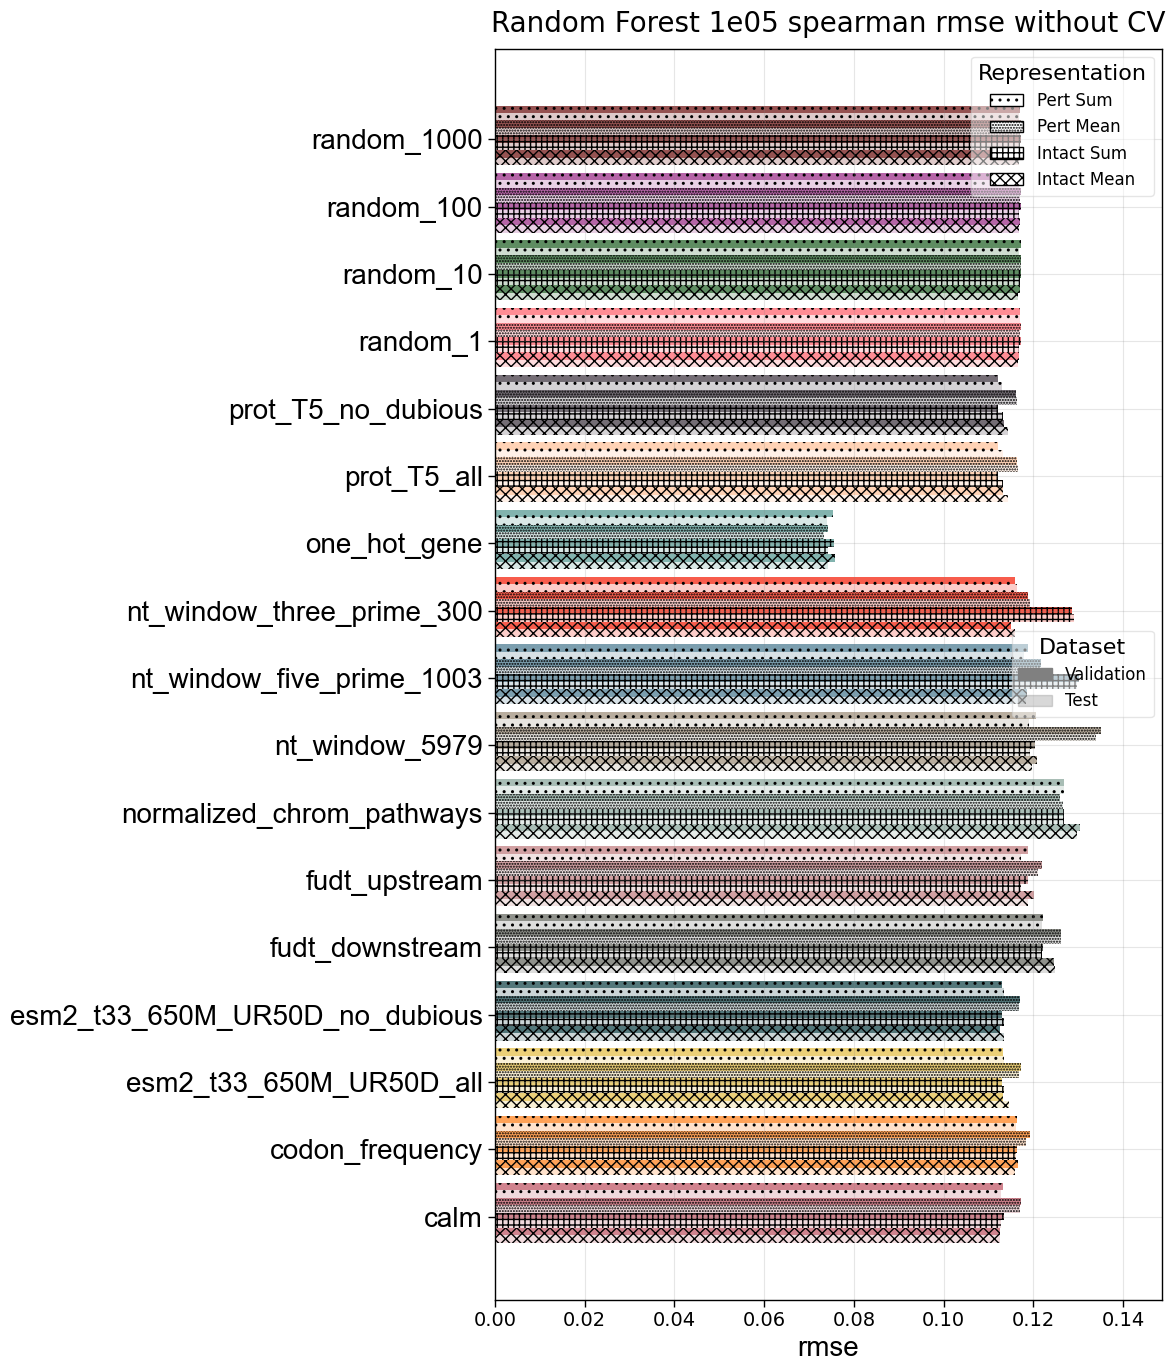 Random Forest 1e05 spearman rmse without CV
Representation
Pert Sum
Pert Mean
Intact Sum
Intact Mean
random_1000
random_100
random_10
random_1
prot_T5_no_dubious
prot_T5_all
one_hot_gene
nt_window_three_prime_300
Dataset
Validation
Test
nt_window_five_prime_1003
nt_window_5979
normalized_chrom_pathways
fudt_upstream
fudt_downstream
esm2_t33_650M_UR50D_no_dubious
esm2_t33_650M_UR50D_all
codon_frequency
calm
0.00 0.02 0.04 0.06 0.08 0.10 0.12 0.14
rmse